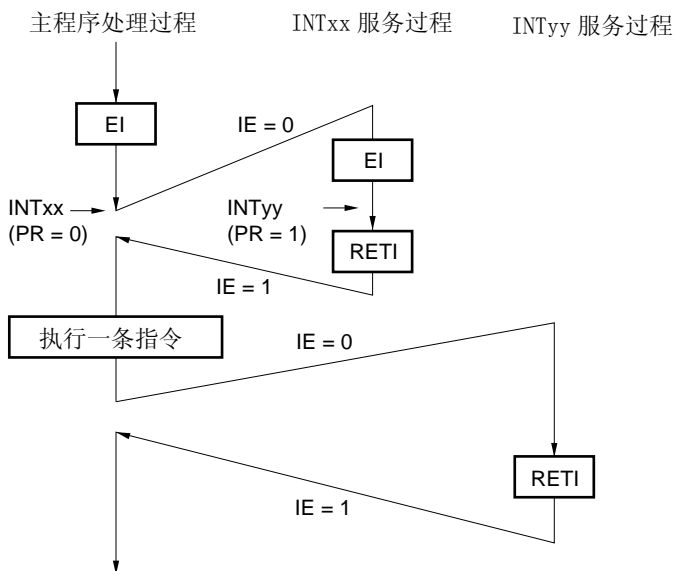 主程序处理过程 INTxx 服务过程 INTyy 服务过程
EI
IE = 0
EI
INTxx
(PR = 0)
INTyy
(PR = 1)
RETI
IE = 1
执行一条指令
IE = 0
RETI
IE = 1